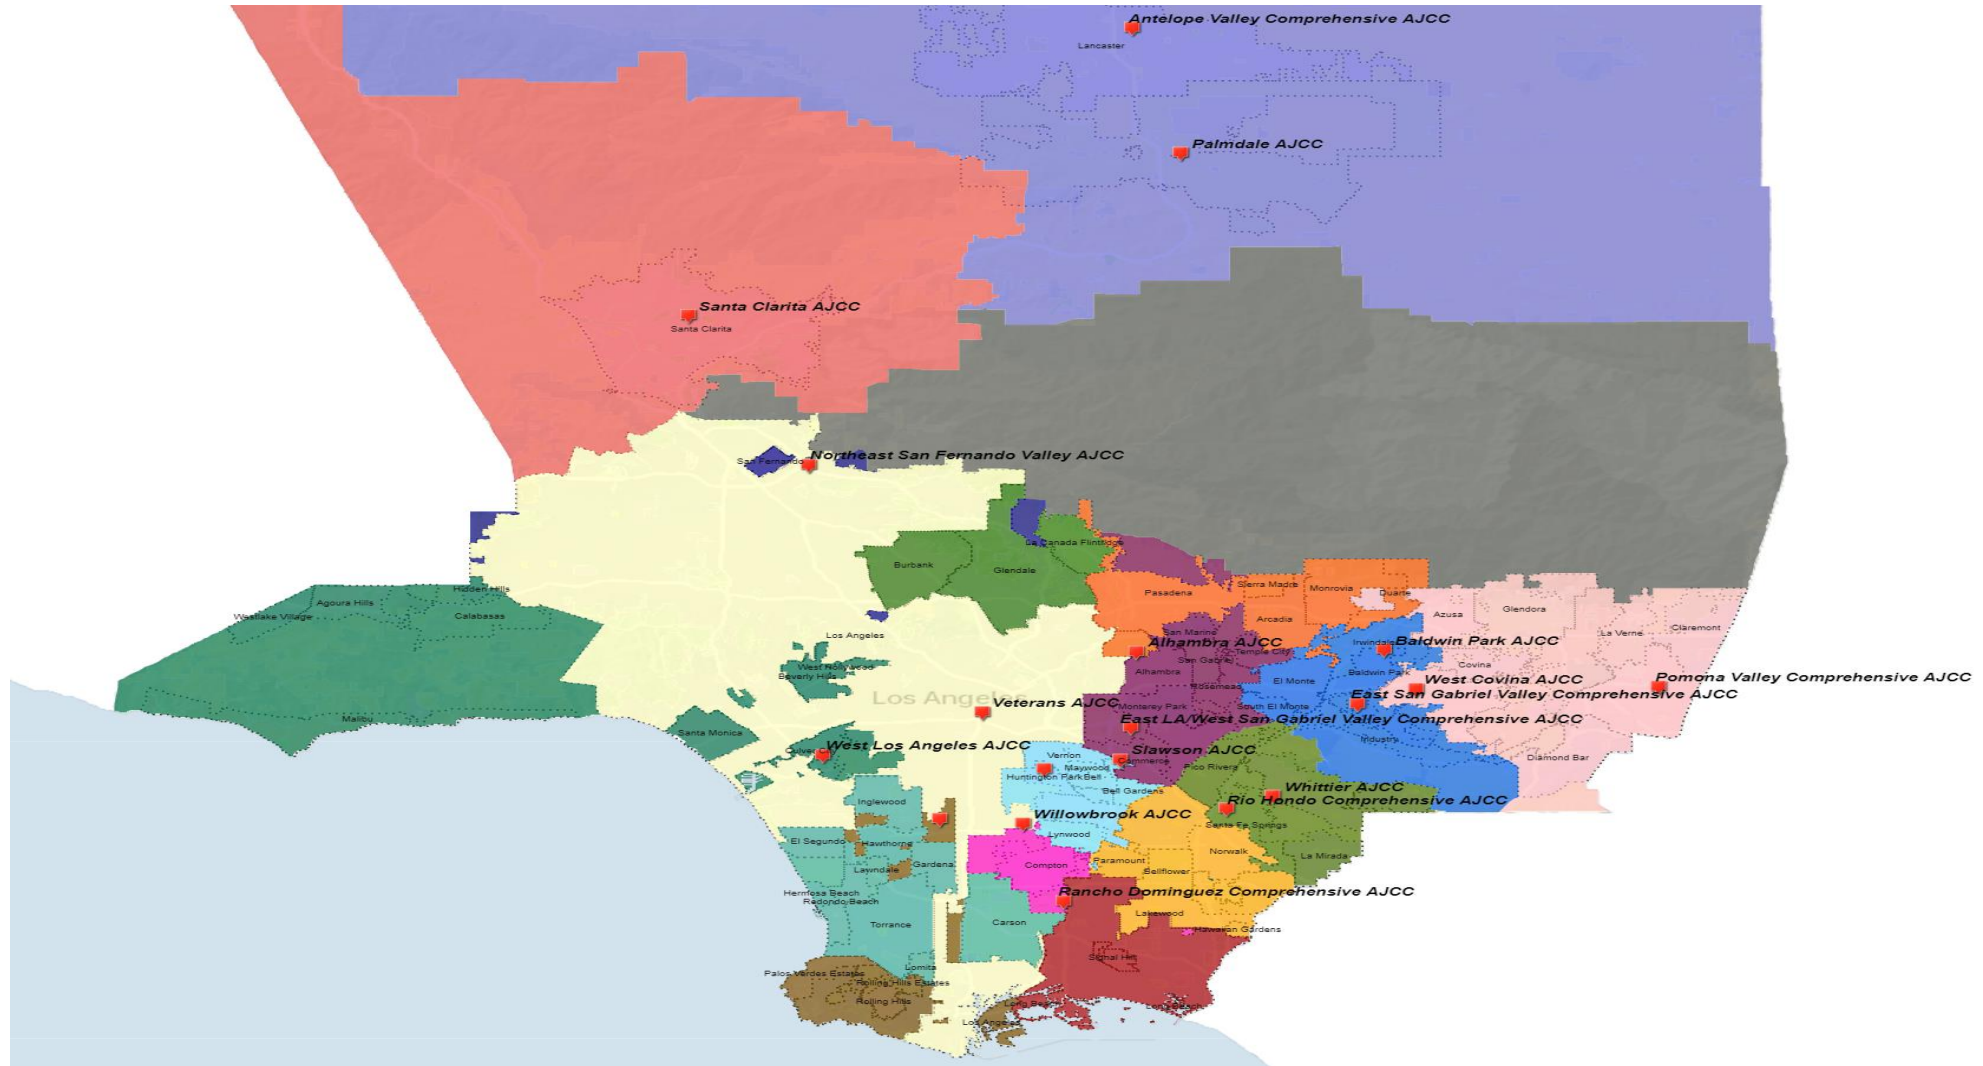 Antelope Valley Comprehensive AJCC
Lancaster
Palmdale AJCC
Santa Clarita AJCC
Santa Clarita
Northeast San Fernando Valley AJCC
San Fernando
La Canada Flintridge
Burbank
Glendale
Hidden Hills
Agoura Hills
Westlake Village
Calabasas
Malibu
Pasadena
Sierra Madre
Monrovia
Duarte
Arcadia
Azusa
Glendora
La Verne
Claremont
Los Angeles
San Marino
Alhambra AJCC
Temple City
San Gabriel
Alhambra
Rosemead
Irwindale
Baldwin Park AJCC
Baldwin Park
Covina
West Covina AJCC
Pomona Valley Comprehensive AJCC
East San Gabriel Valley Comprehensive AJCC
El Monte
South El Monte
West Hollywood
Beverly Hills
Los Angeles
Veterans AJCC
Monterey Park
East LA/West San Gabriel Valley Comprehensive AJCC
Industry
Diamond Bar
Santa Monica
Culver City
West Los Angeles AJCC
Slawson AJCC
Commerce
Vernon
Maywood
Huntington Park
Bell
Bell Gardens
Pico Rivera
Whittier AJCC
Rio Hondo Comprehensive AJCC
Santa Fe Springs
Inglewood
Willowbrook AJCC
Lynwood
El Segundo
Hawthorne
Gardena
Lawndale
Compton
Paramount
Norwalk
La Mirada
Bellflower
Rancho Dominguez Comprehensive AJCC
Hermosa Beach
Redondo Beach
Torrance
Carson
Lakewood
Hawaiian Gardens
Signal Hill
Lomita
Palos Verdes Estates
Rolling Hills Estates
Rolling Hills
Long Beach
Long Beach
Los Angeles